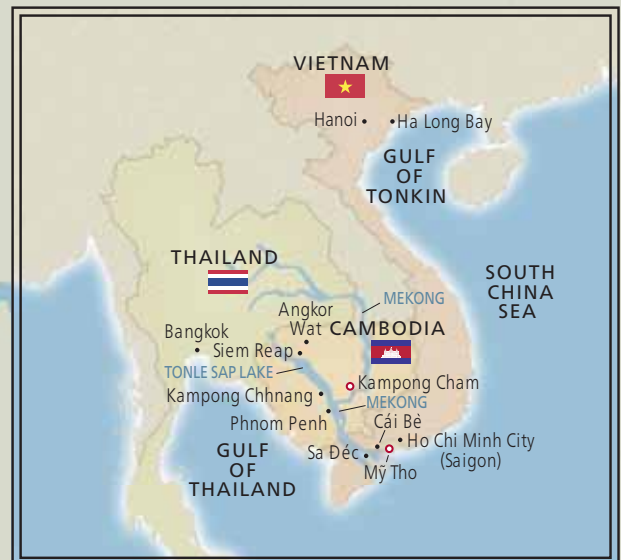 VIETNAM
Hanoi
Ha Long Bay
GULF
OF
TONKIN
THAILAND
SOUTH
CHINA
SEA
MEKONG
Angkor
Wat
CAMBODIA
Bangkok
Siem Reap
TONLE SAP LAKE
Kampong Cham
Kampong Chhnang
MEKONG
Phnom Penh
Cái Bè
Ho Chi Minh City
(Saigon)
Sa Déc
Mỹ Tho
GULF
OF
THAILAND